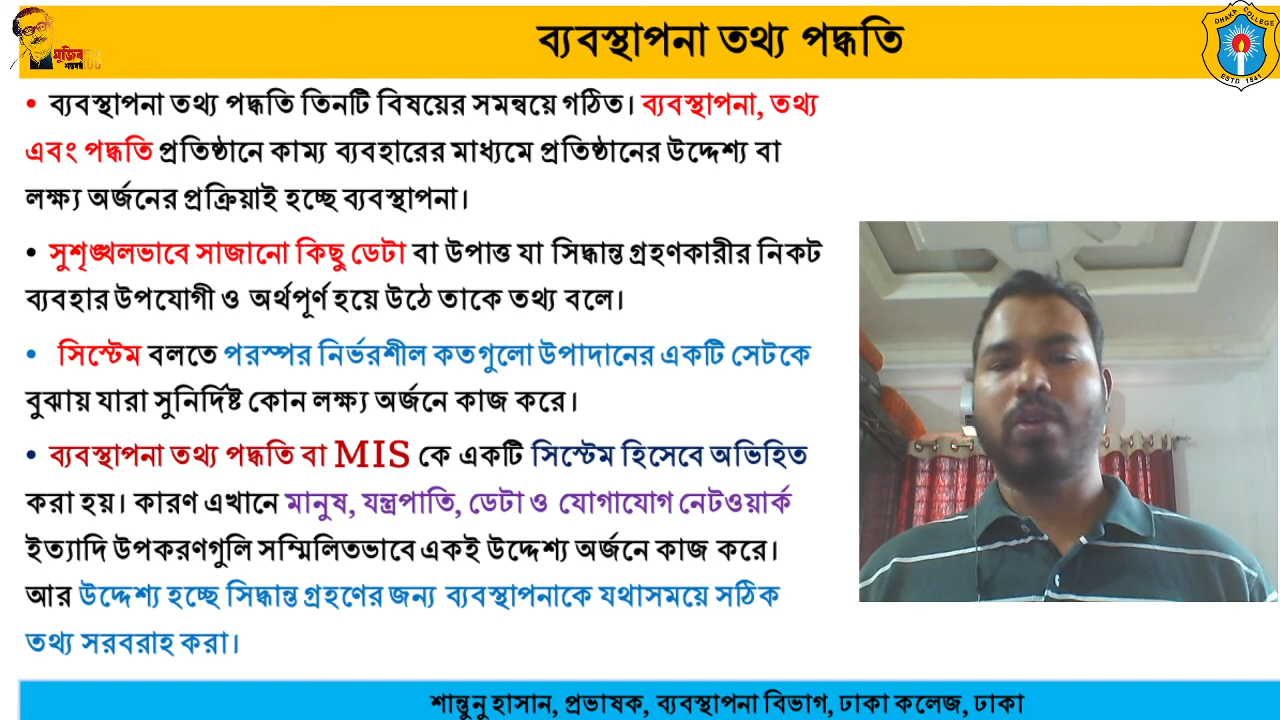 ব্যবস্থাপনা তথ্য পদ্ধতি
DHAKA COLLEGE
ESTD 1841
মুজিব
• ব্যবস্থাপনা তথ্য পদ্ধতি তিনটি বিষয়ের সমন্বয়ে গঠিত। ব্যবস্থাপনা, তথ্য
এবং পদ্ধতি প্রতিষ্ঠানে কাম্য ব্যবহারের মাধ্যমে প্রতিষ্ঠানের উদ্দেশ্য বা
লক্ষ্য অর্জনের প্রক্রিয়াই হচ্ছে ব্যবস্থাপনা।
• সুশৃঙ্খলভাবে সাজানো কিছু ডেটা বা উপাত্ত যা সিদ্ধান্ত গ্রহণকারীর নিকট
ব্যবহার উপযোগী ও অর্থপূর্ণ হয়ে উঠে তাকে তথ্য বলে।
• সিস্টেম বলতে পরস্পর নির্ভরশীল কতগুলো উপাদানের একটি সেটকে
বুঝায় যারা সুনির্দিষ্ট কোন লক্ষ্য অর্জনে কাজ করে।
• ব্যবস্থাপনা তথ্য পদ্ধতি বা MIS কে একটি সিস্টেম হিসেবে অভিহিত
করা হয়। কারণ এখানে মানুষ, যন্ত্রপাতি, ডেটা ও যোগাযোগ নেটওয়ার্ক
ইত্যাদি উপকরণগুলি সম্মিলিতভাবে একই উদ্দেশ্য অর্জনে কাজ করে।
আর উদ্দেশ্য হচ্ছে সিদ্ধান্ত গ্রহণের জন্য ব্যবস্থাপনাকে যথাসময়ে সঠিক
তথ্য সরবরাহ করা।
শান্তুনু হাসান, প্রভাষক, ব্যবস্থাপনা বিভাগ, ঢাকা কলেজ, ঢাকা